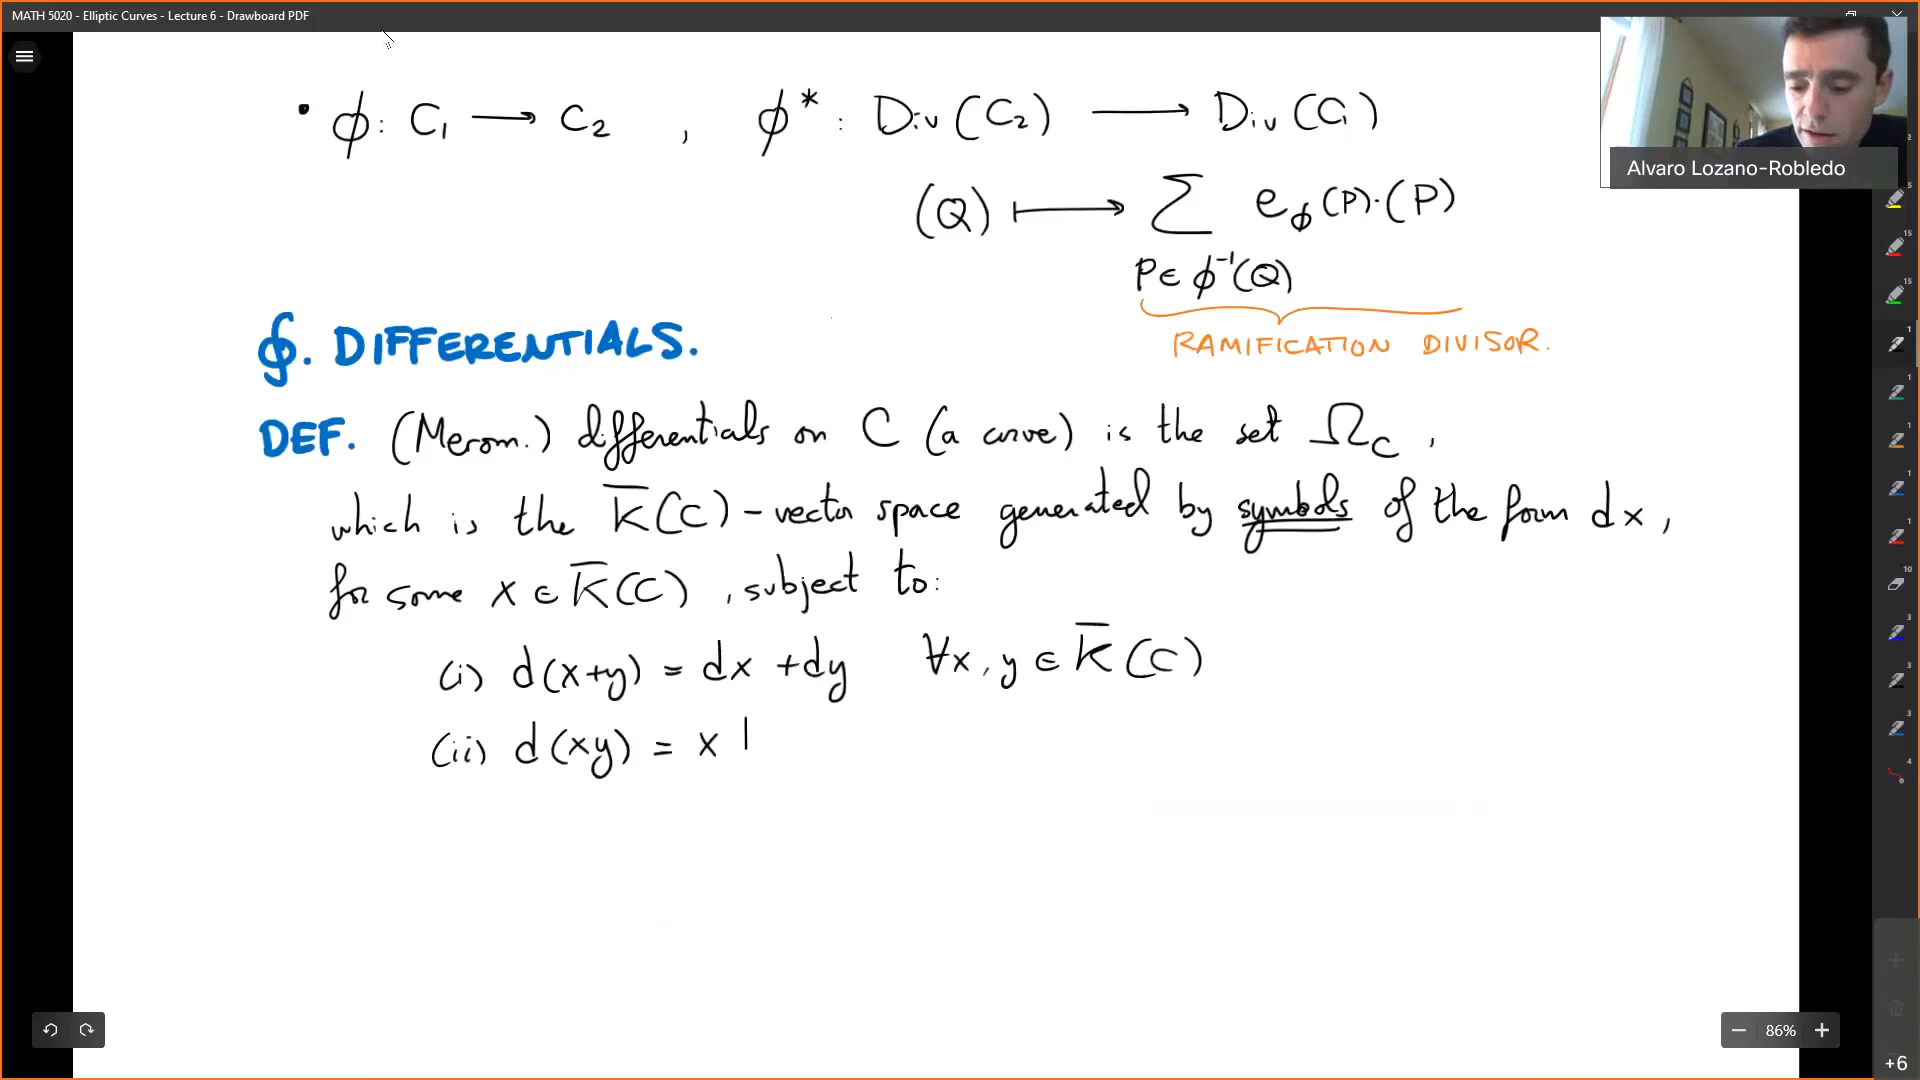 MATH 5020 - Elliptic Curves - Lecture 6 - Drawboard PDF
• φ: C₁ ⟶ C₂ , φ* : Div (C₂) ⟶ Div (C₁)
(Q) ⟼ Σ e_φ(P)·(P)
P ∈ φ⁻¹(Q)
RAMIFICATION DIVISOR.
Alvaro Lozano-Robledo
§. DIFFERENTIALS.
DEF. (Merom.) differentials on C (a curve) is the set Ω_C ,
which is the K̅(C) - vector space generated by symbols of the form dx ,
for some x ∈ K̅(C) , subject to:
(i) d(x+y) = dx + dy ∀x, y ∈ K̅(C)
(ii) d(xy) = x |
86%
+6